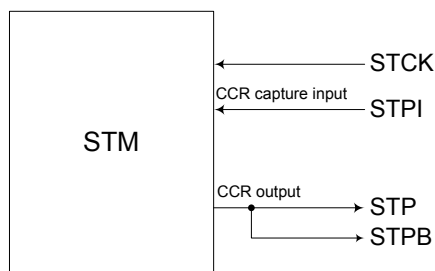 STCK
CCR capture input
STPI
STM
CCR output
STP
STPB